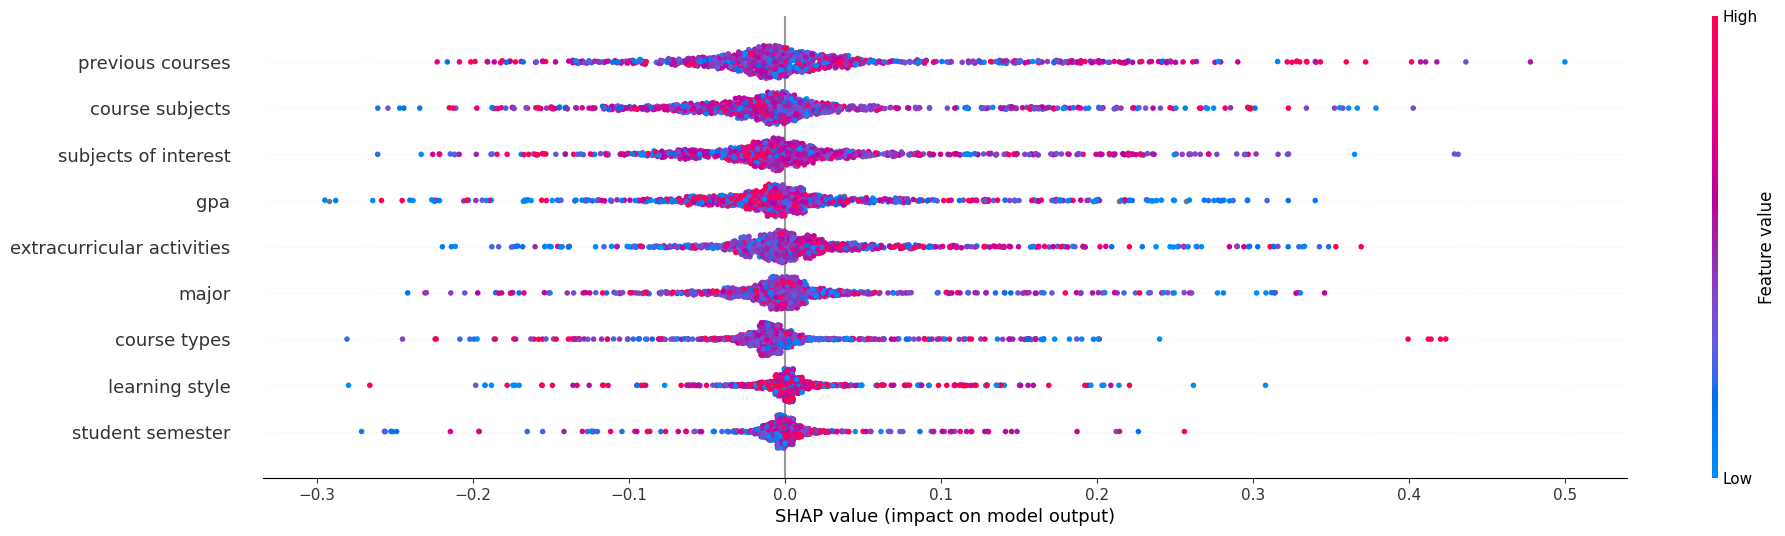 High
previous courses
course subjects
subjects of interest
gpa
extracurricular activities
major
course types
learning style
student semester
Feature value
Low
−0.3 −0.2 −0.1 0.0 0.1 0.2 0.3 0.4 0.5
SHAP value (impact on model output)